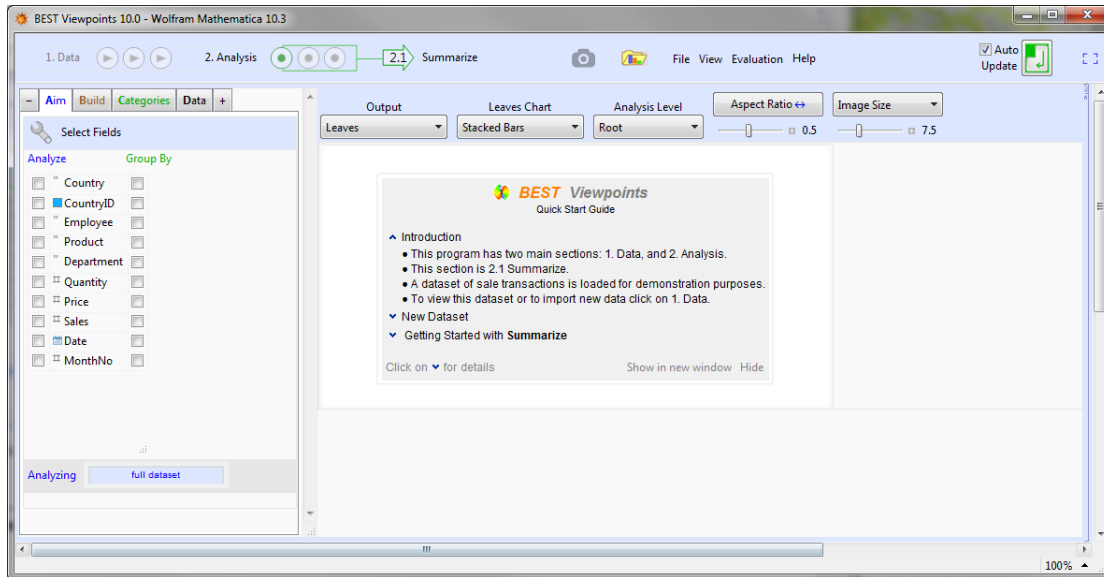 BEST Viewpoints 10.0 - Wolfram Mathematica 10.3
1. Data 2. Analysis 2.1 Summarize File View Evaluation Help Auto Update
- Aim Build Categories Data +
Select Fields
Analyze Group By
" Country
CountryID
" Employee
" Product
" Department
Quantity
Price
Sales
Date
MonthNo
Analyzing full dataset
Output Leaves Chart Analysis Level Aspect Ratio ↔ Image Size
Leaves Stacked Bars Root 0.5 7.5
BEST Viewpoints
Quick Start Guide
Introduction
• This program has two main sections: 1. Data, and 2. Analysis.
• This section is 2.1 Summarize.
• A dataset of sale transactions is loaded for demonstration purposes.
• To view this dataset or to import new data click on 1. Data.
New Dataset
Getting Started with Summarize
Click on for details Show in new window Hide
100%